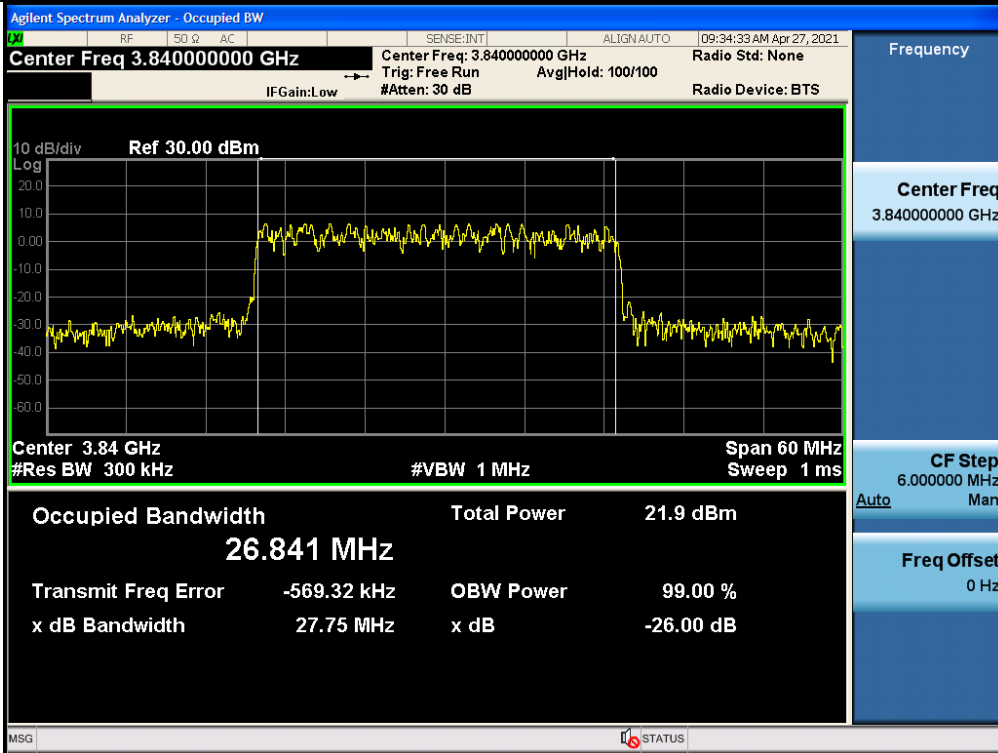 Agilent Spectrum Analyzer - Occupied BW
LXI RF 50 Ω AC SENSE:INT ALIGN AUTO 09:34:33 AM Apr 27, 2021
Center Freq 3.840000000 GHz
Center Freq: 3.840000000 GHz
Radio Std: None
Trig: Free Run
Avg|Hold: 100/100
IFGain:Low
#Atten: 30 dB
Radio Device: BTS
10 dB/div
Ref 30.00 dBm
Log
20.0
10.0
0.00
-10.0
-20.0
-30.0
-40.0
-50.0
-60.0
Center 3.84 GHz
Span 60 MHz
#Res BW 300 kHz
#VBW 1 MHz
Sweep 1 ms
Occupied Bandwidth
Total Power 21.9 dBm
26.841 MHz
Transmit Freq Error -569.32 kHz
OBW Power 99.00 %
x dB Bandwidth 27.75 MHz
x dB -26.00 dB
Frequency
Center Freq
3.840000000 GHz
CF Step
6.000000 MHz
Auto Man
Freq Offset
0 Hz
MSG
STATUS